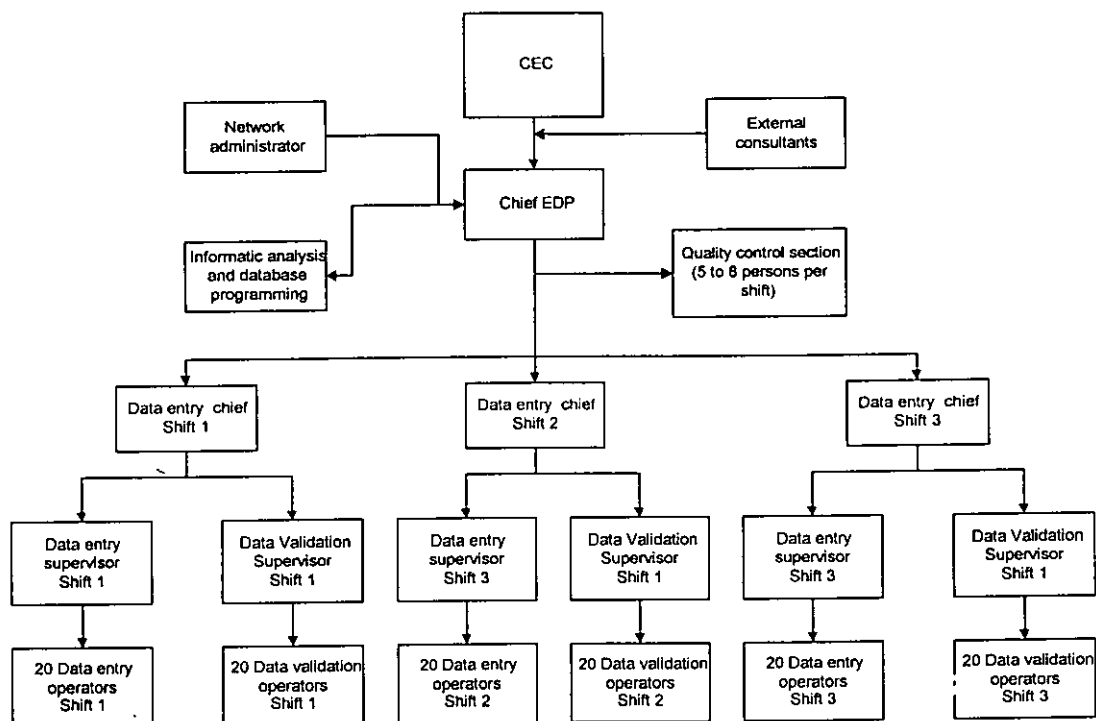 CEC
Network
administrator
External
consultants
Chief EDP
Informatic analysis
and database
programming
Quality control section
(5 to 6 persons per
shift)
Data entry chief
Shift 1
Data entry chief
Shift 2
Data entry chief
Shift 3
Data entry
supervisor
Shift 1
Data Validation
Supervisor
Shift 1
Data entry
supervisor
Shift 3
Data Validation
Supervisor
Shift 1
Data entry
supervisor
Shift 3
Data Validation
Supervisor
Shift 1
20 Data entry
operators
Shift 1
20 Data validation
operators
Shift 1
20 Data entry
operators
Shift 2
20 Data validation
operators
Shift 2
20 Data entry
operators
Shift 3
20 Data validation
operators
Shift 3